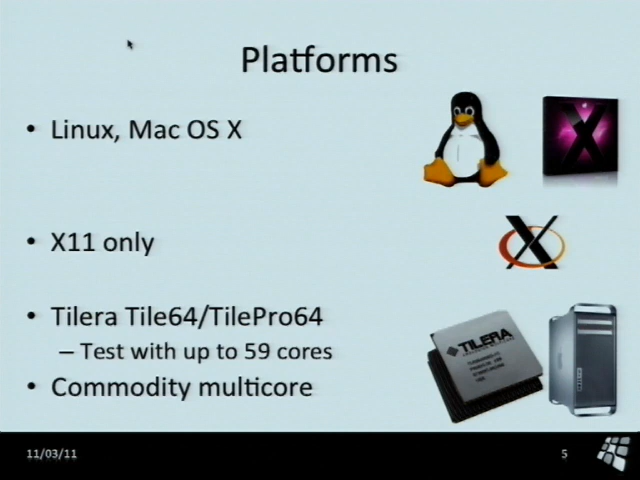 Platforms
• Linux, Mac OS X
X
• X11 only
X
• Tilera Tile64/TilePro64
– Test with up to 59 cores
TILERA
• Commodity multicore
11/03/11
5